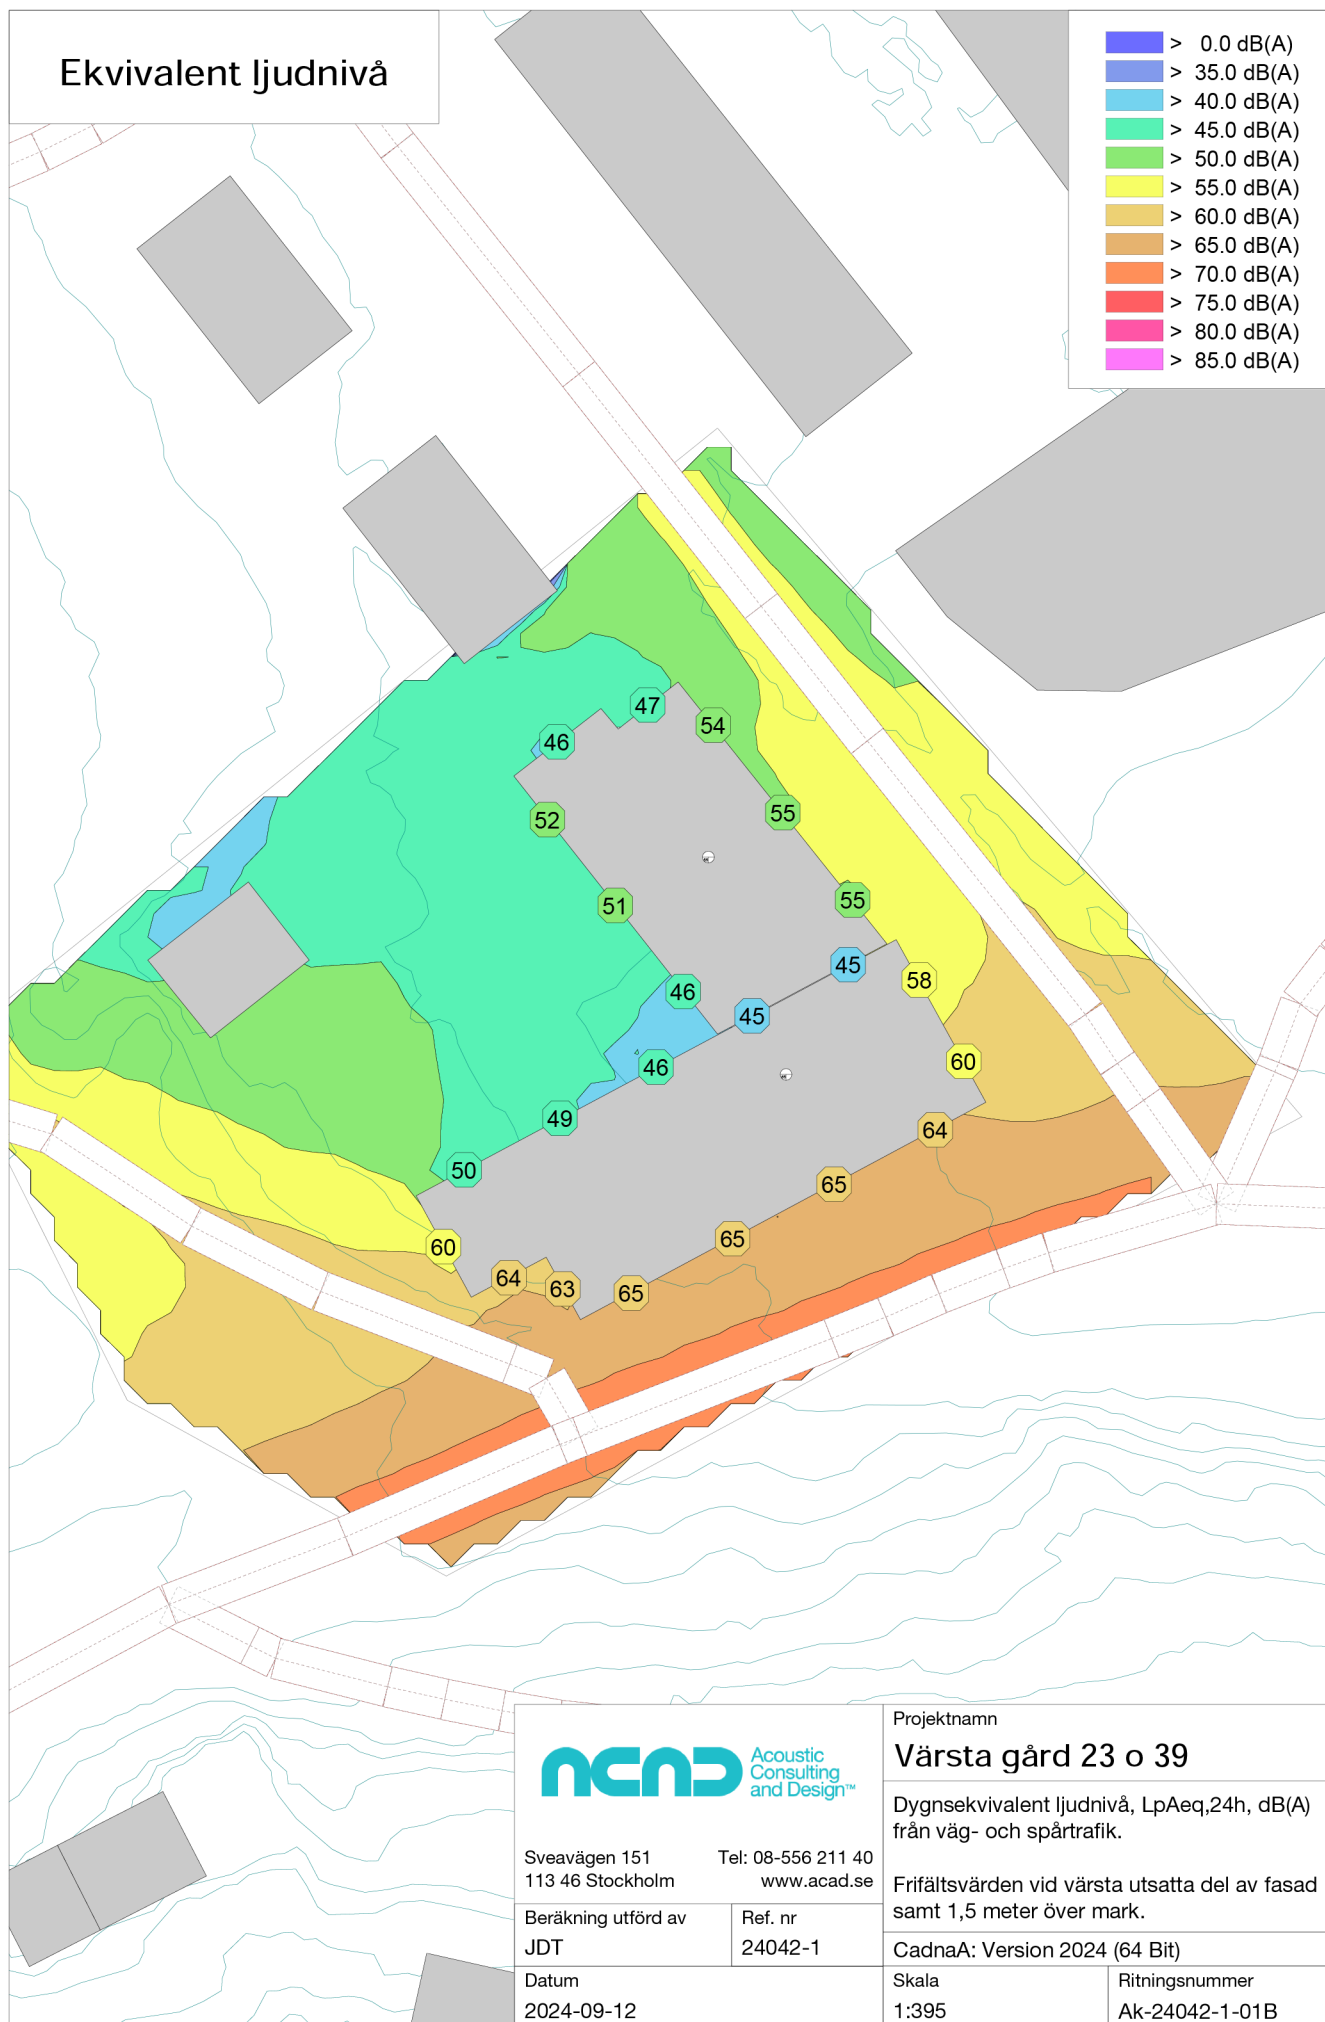 Ekvivalent ljudnivå
> 0.0 dB(A)
> 35.0 dB(A)
> 40.0 dB(A)
> 45.0 dB(A)
> 50.0 dB(A)
> 55.0 dB(A)
> 60.0 dB(A)
> 65.0 dB(A)
> 70.0 dB(A)
> 75.0 dB(A)
> 80.0 dB(A)
> 85.0 dB(A)
47
54
46
55
52
55
51
45
58
46
45
60
46
49
64
50
65
65
60
64
63
65
ACAD
Acoustic
Consulting
and Design™
Sveavägen 151
113 46 Stockholm
Tel: 08-556 211 40
www.acad.se
Beräkning utförd av
JDT
Ref. nr
24042-1
Datum
2024-09-12
Projektnamn
Värsta gård 23 o 39
Dygnsekvivalent ljudnivå, LpAeq,24h, dB(A)
från väg- och spårtrafik.
Frifältsvärden vid värsta utsatta del av fasad
samt 1,5 meter över mark.
CadnaA: Version 2024 (64 Bit)
Skala
1:395
Ritningsnummer
Ak-24042-1-01B